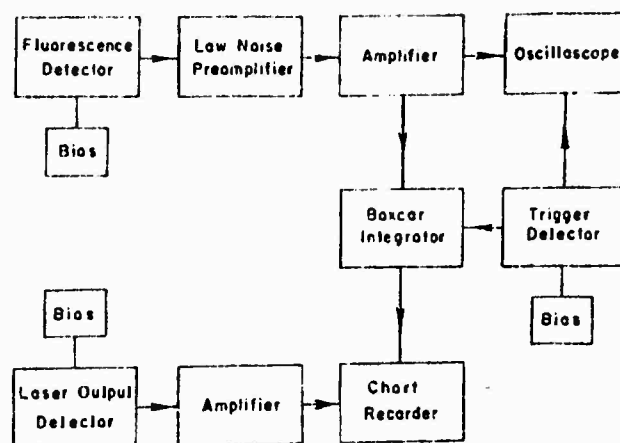 Fluorescence
Detector
Low Noise
Preamplifier
Amplifier
Oscilloscope
Bias
Boxcar
Integrator
Trigger
Detector
Bias
Bias
Laser Output
Detector
Amplifier
Chart
Recorder